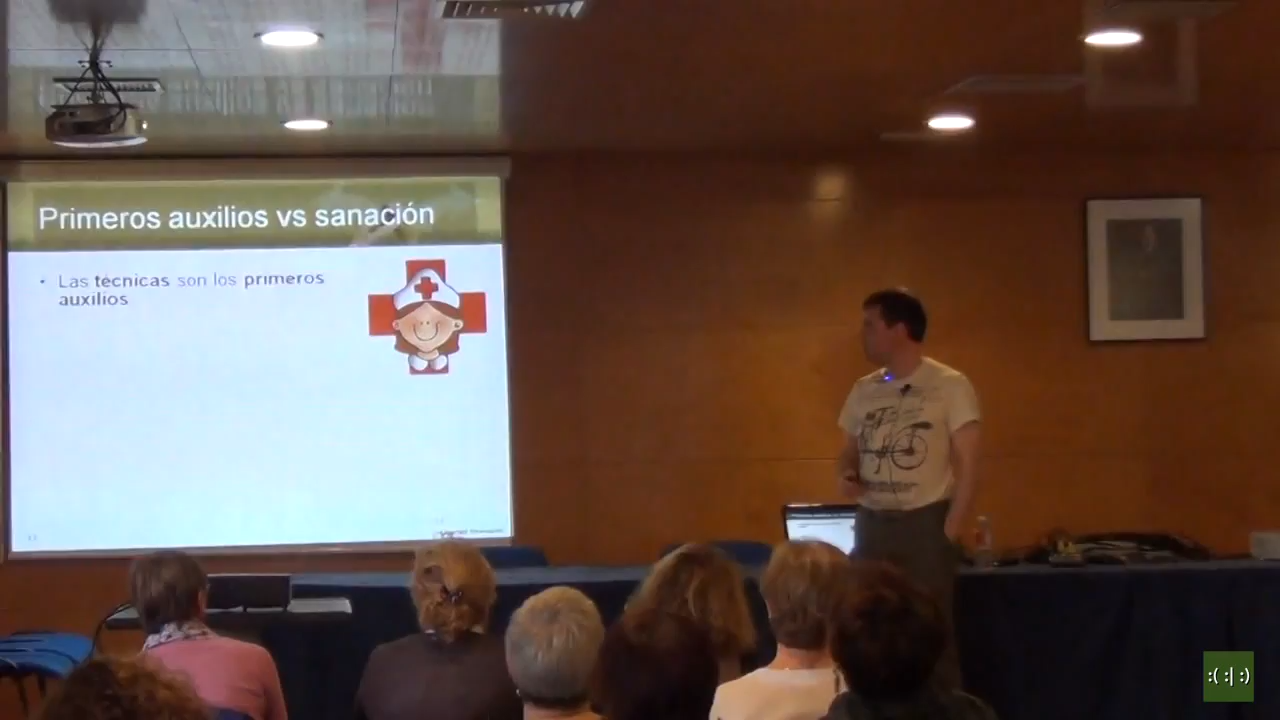 Primeros auxilios vs sanación
• Las técnicas son los primeros
auxilios
:( :| :)